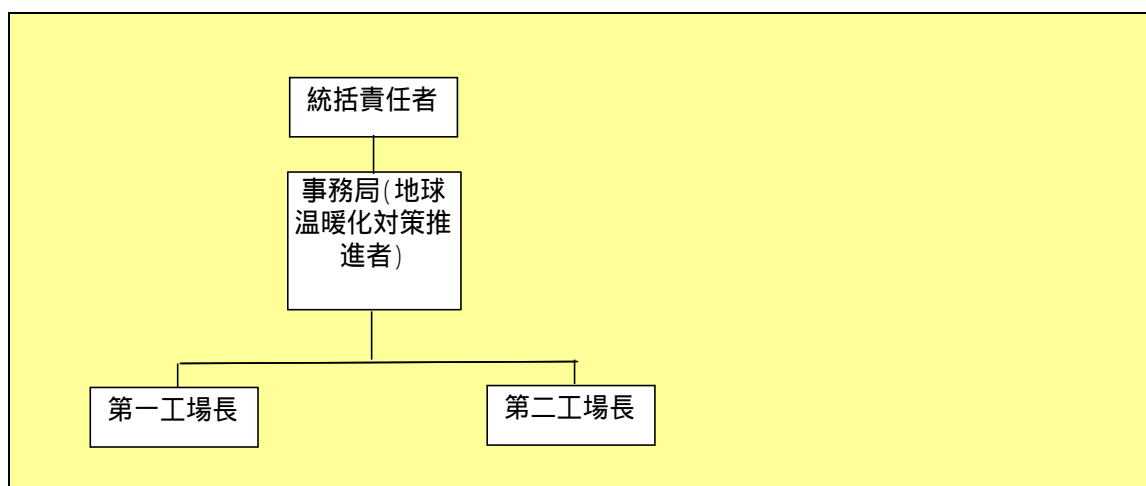 統括責任者
事務局(地球
温暖化対策推
進者)
第一工場長
第二工場長